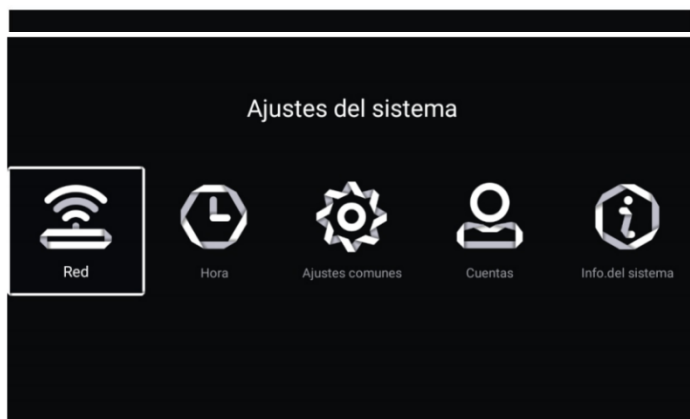 Ajustes del sistema
Red
Hora
Ajustes comunes
Cuentas
Info.del sistema